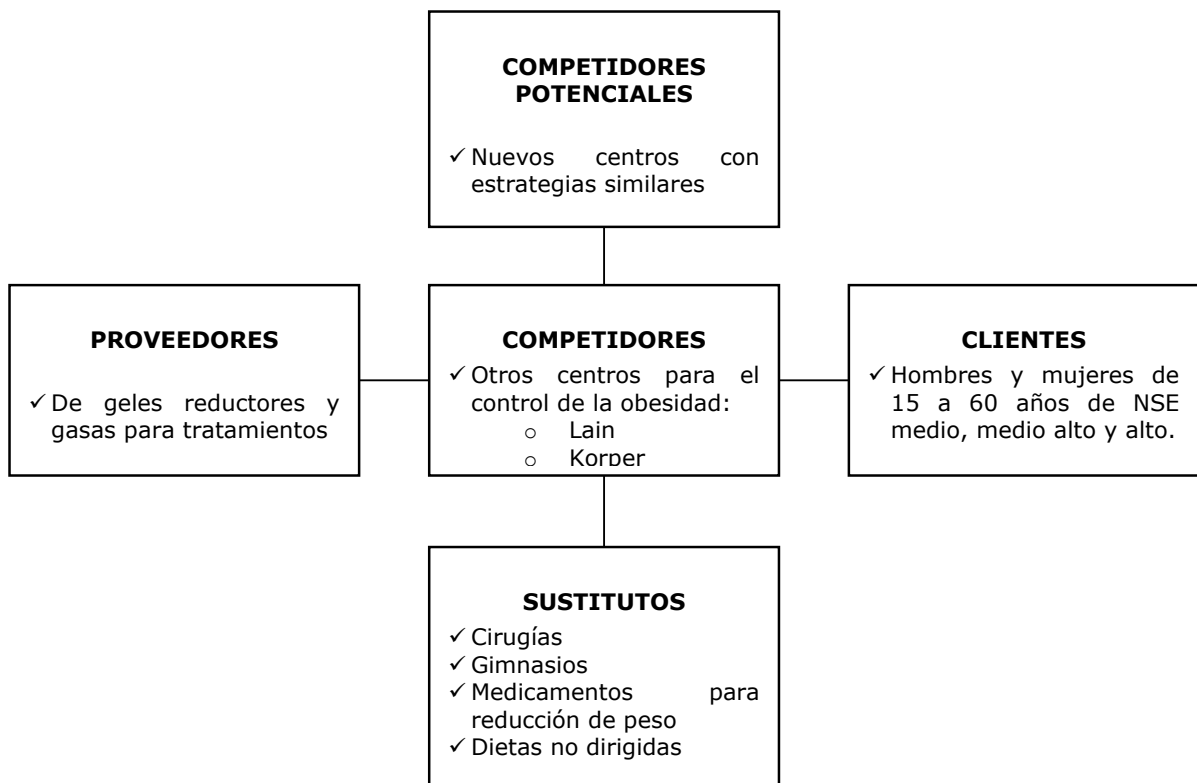 COMPETIDORES
POTENCIALES
✓ Nuevos centros con
estrategias similares
PROVEEDORES
✓ De geles reductores y
gasas para tratamientos
COMPETIDORES
✓ Otros centros para el
control de la obesidad:
o Lain
o Korper
CLIENTES
✓ Hombres y mujeres de
15 a 60 años de NSE
medio, medio alto y alto.
SUSTITUTOS
✓ Cirugías
✓ Gimnasios
✓ Medicamentos para
reducción de peso
✓ Dietas no dirigidas